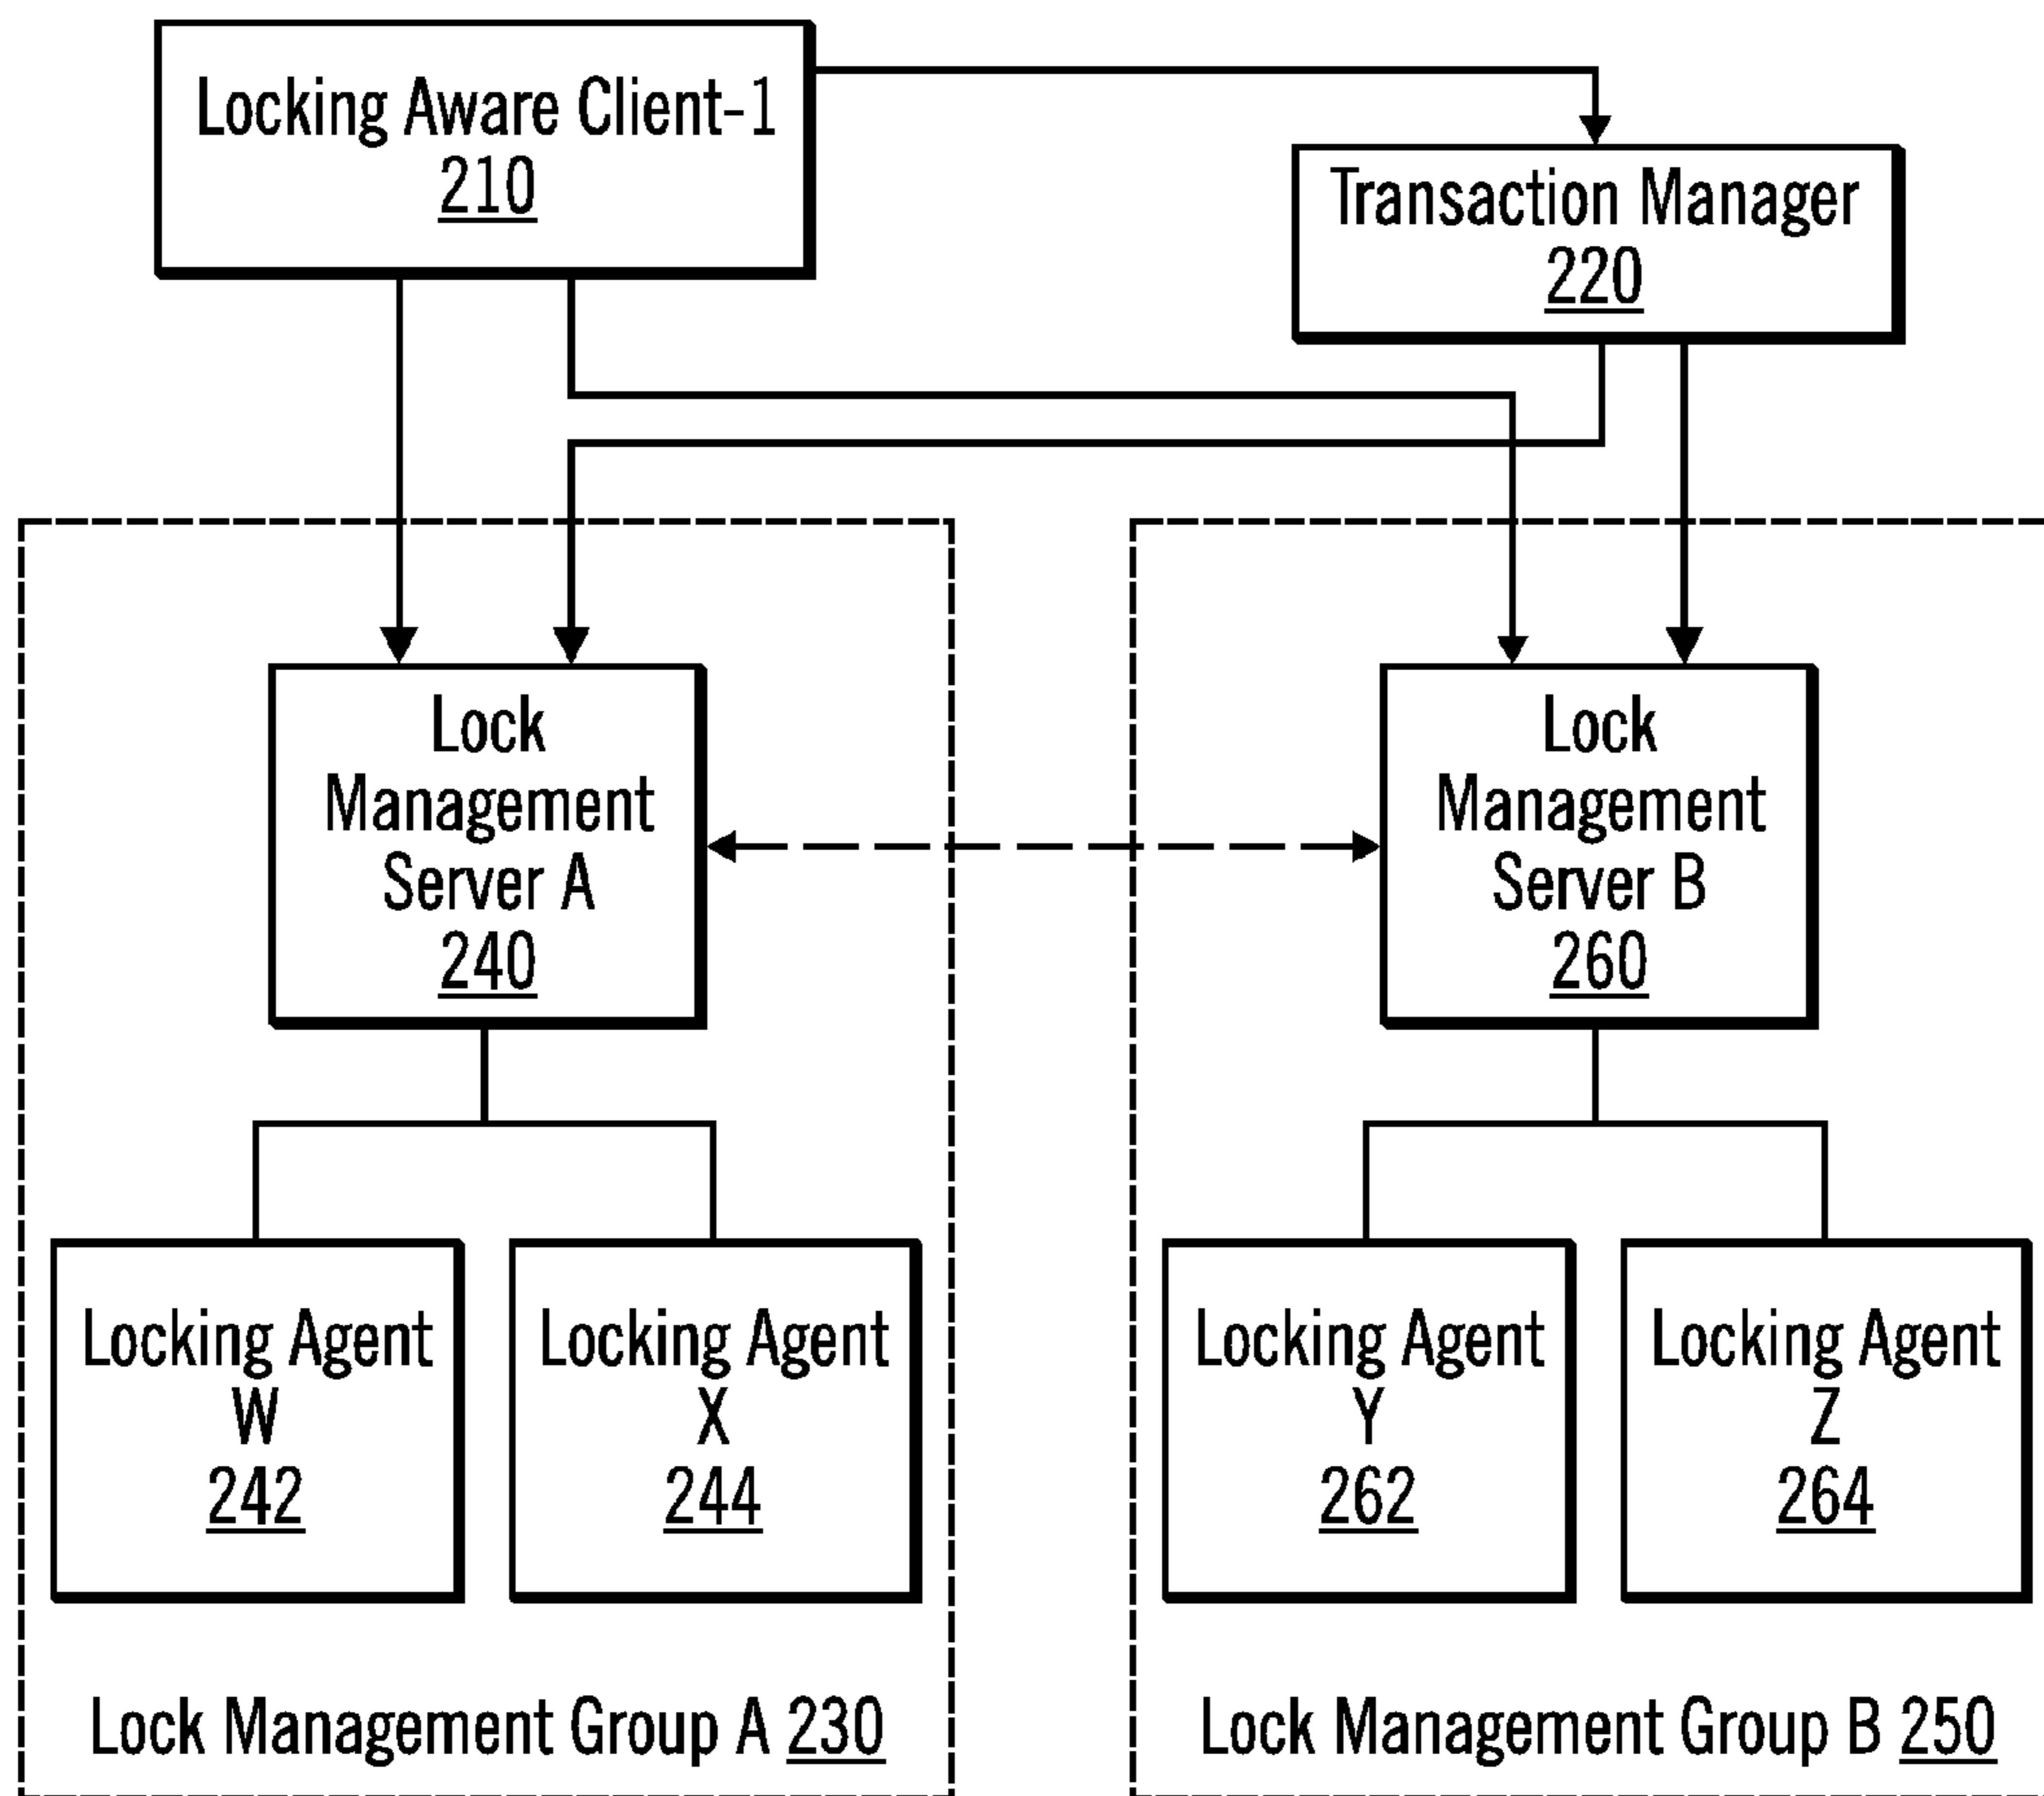 Locking Aware Client-1
210
Transaction Manager
220
Lock
Management
Server A
240
Lock
Management
Server B
260
Locking Agent
W
242
Locking Agent
X
244
Locking Agent
Y
262
Locking Agent
Z
264
Lock Management Group A 230
Lock Management Group B 250